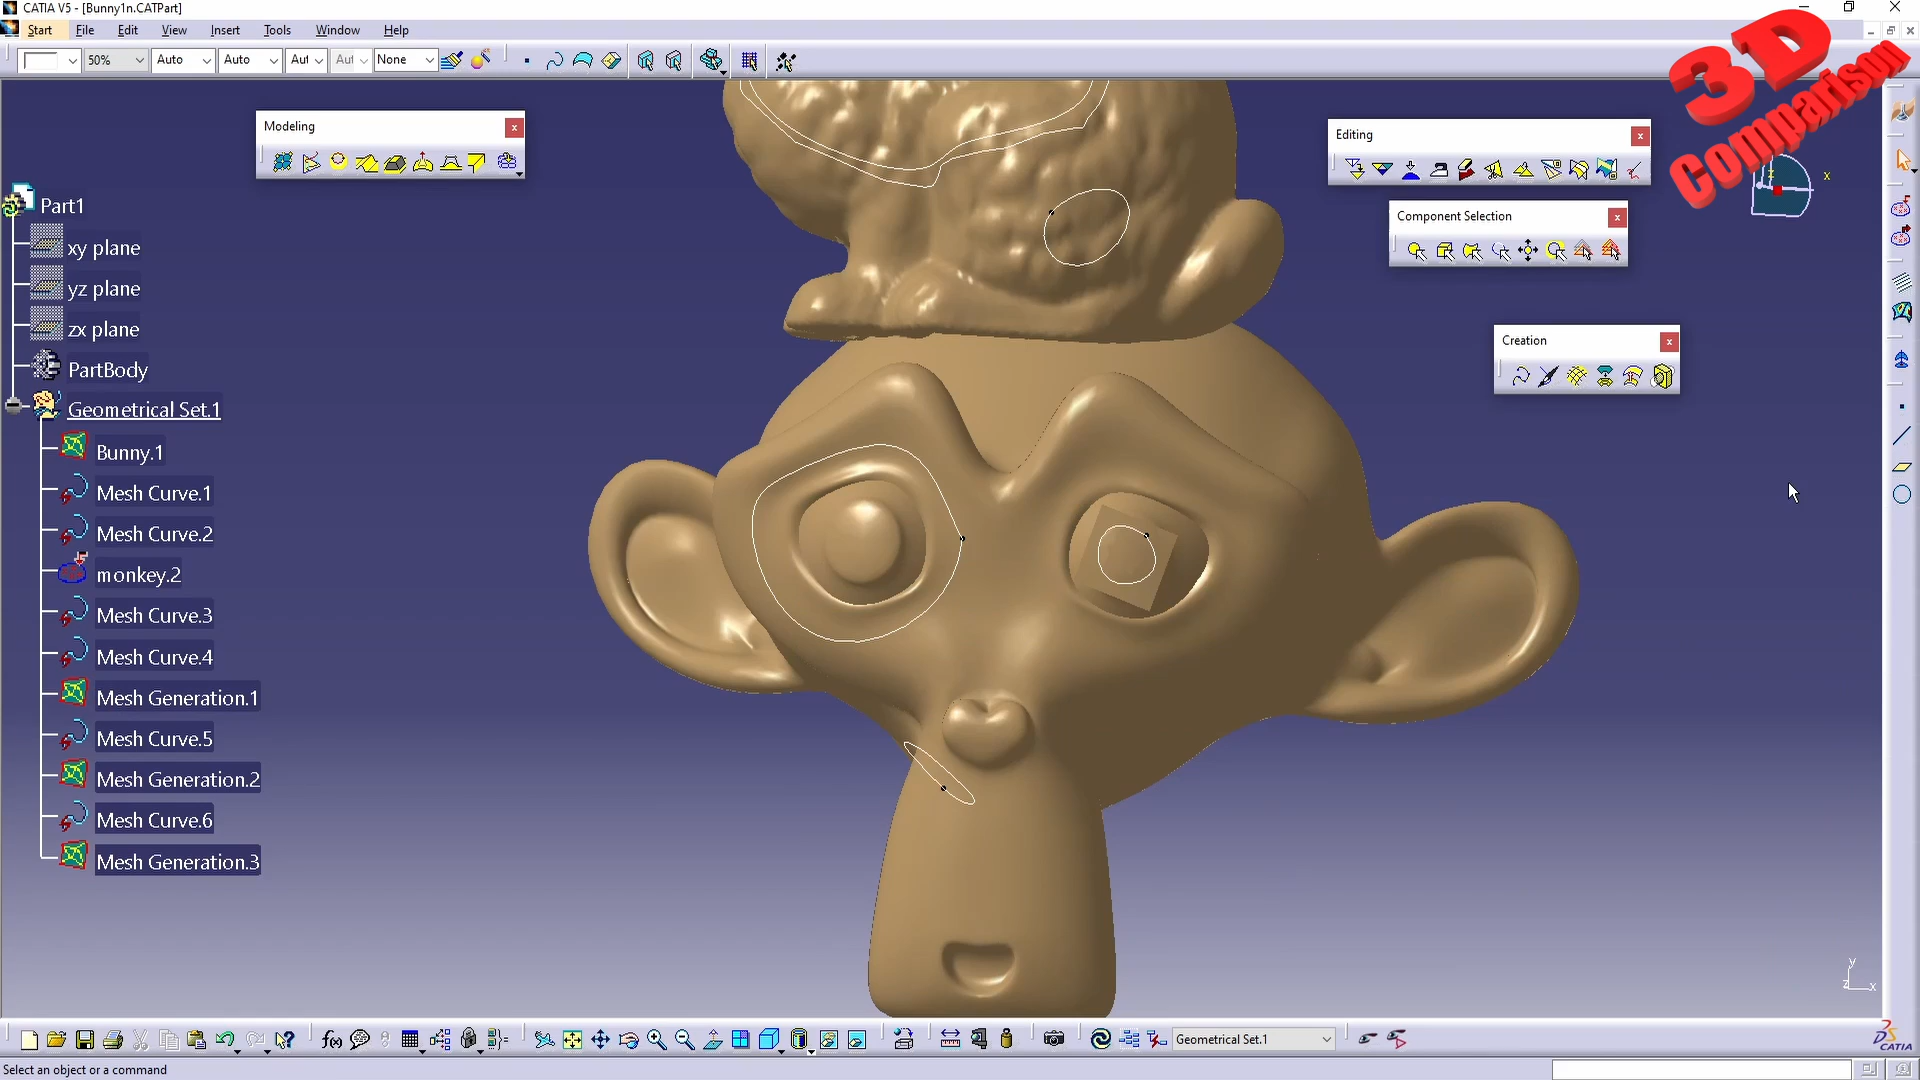 CATIA V5 - [Bunny1n.CATPart]
Start File Edit View Insert Tools Window Help
50% Auto Auto Aut Aut None
3D
Comparison
Modeling
Editing
Component Selection
Creation
x
z
Part1
xy plane
yz plane
zx plane
PartBody
Geometrical Set.1
Bunny.1
Mesh Curve.1
Mesh Curve.2
monkey.2
Mesh Curve.3
Mesh Curve.4
Mesh Generation.1
Mesh Curve.5
Mesh Generation.2
Mesh Curve.6
Mesh Generation.3
y
z x
f(x)
Geometrical Set.1
CATIA
Select an object or a command